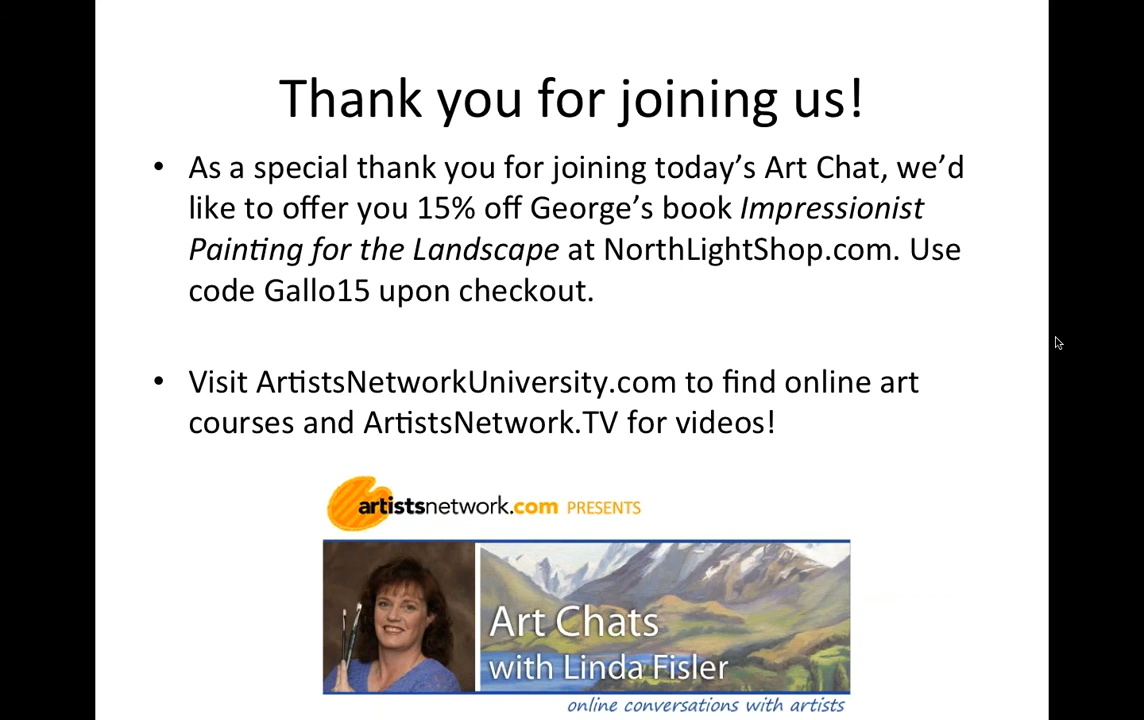 Thank you for joining us!
• As a special thank you for joining today’s Art Chat, we’d
like to offer you 15% off George’s book Impressionist
Painting for the Landscape at NorthLightShop.com. Use
code Gallo15 upon checkout.
• Visit ArtistsNetworkUniversity.com to find online art
courses and ArtistsNetwork.TV for videos!
artistsnetwork.com PRESENTS
Art Chats
with Linda Fisler
online conversations with artists